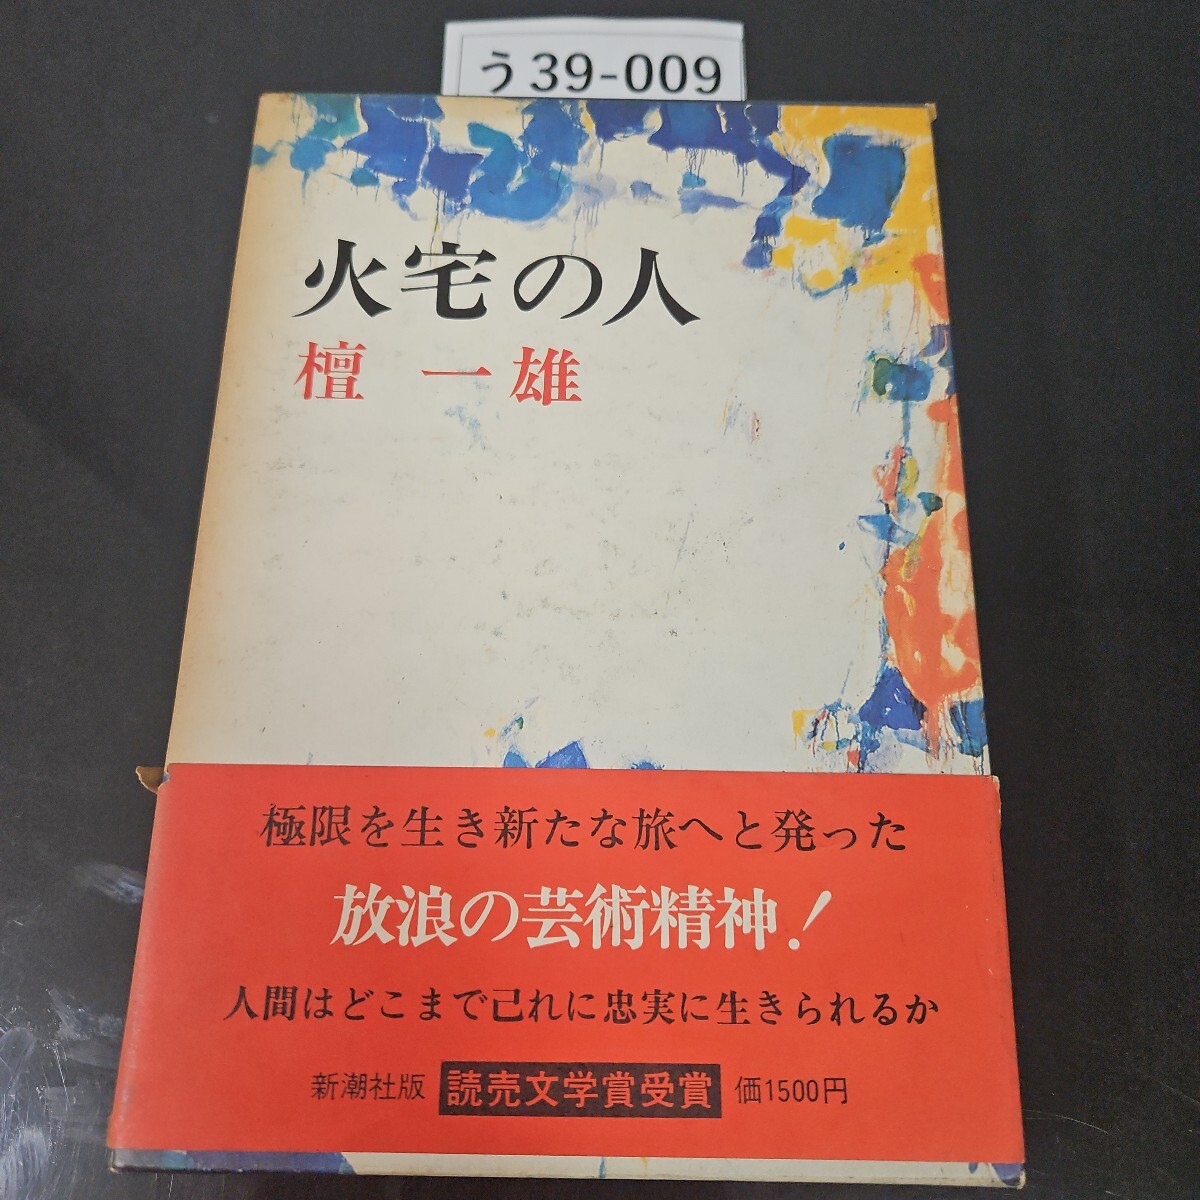 う39-009
火宅の人
檀 一雄
極限を生き新たな旅へと発った
放浪の芸術精神!
人間はどこまで己れに忠実に生きられるか
新潮社版 読売文学賞受賞 価1500円